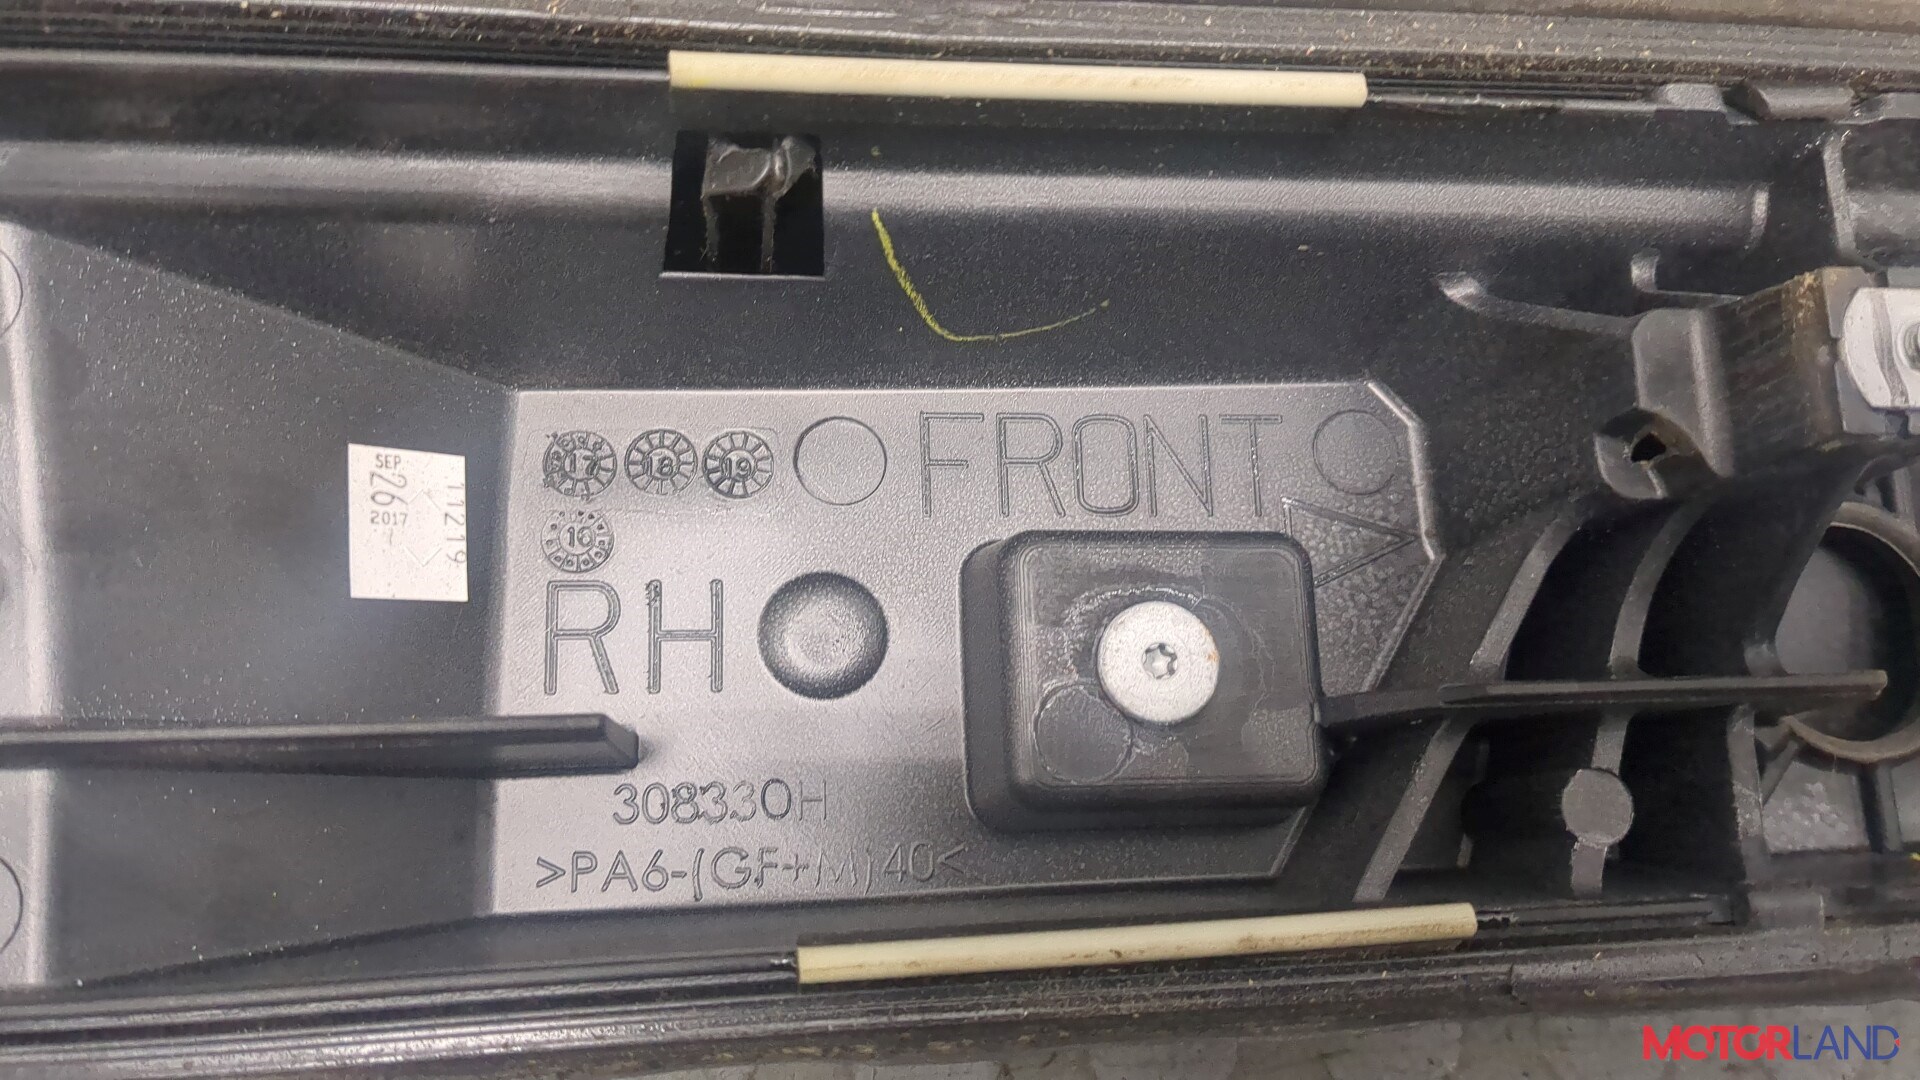 17 18 19 FRONT
16
SEP
26
2017
11219
RH
308330H
>PA6-(GF+M)40<
MOTORLAND